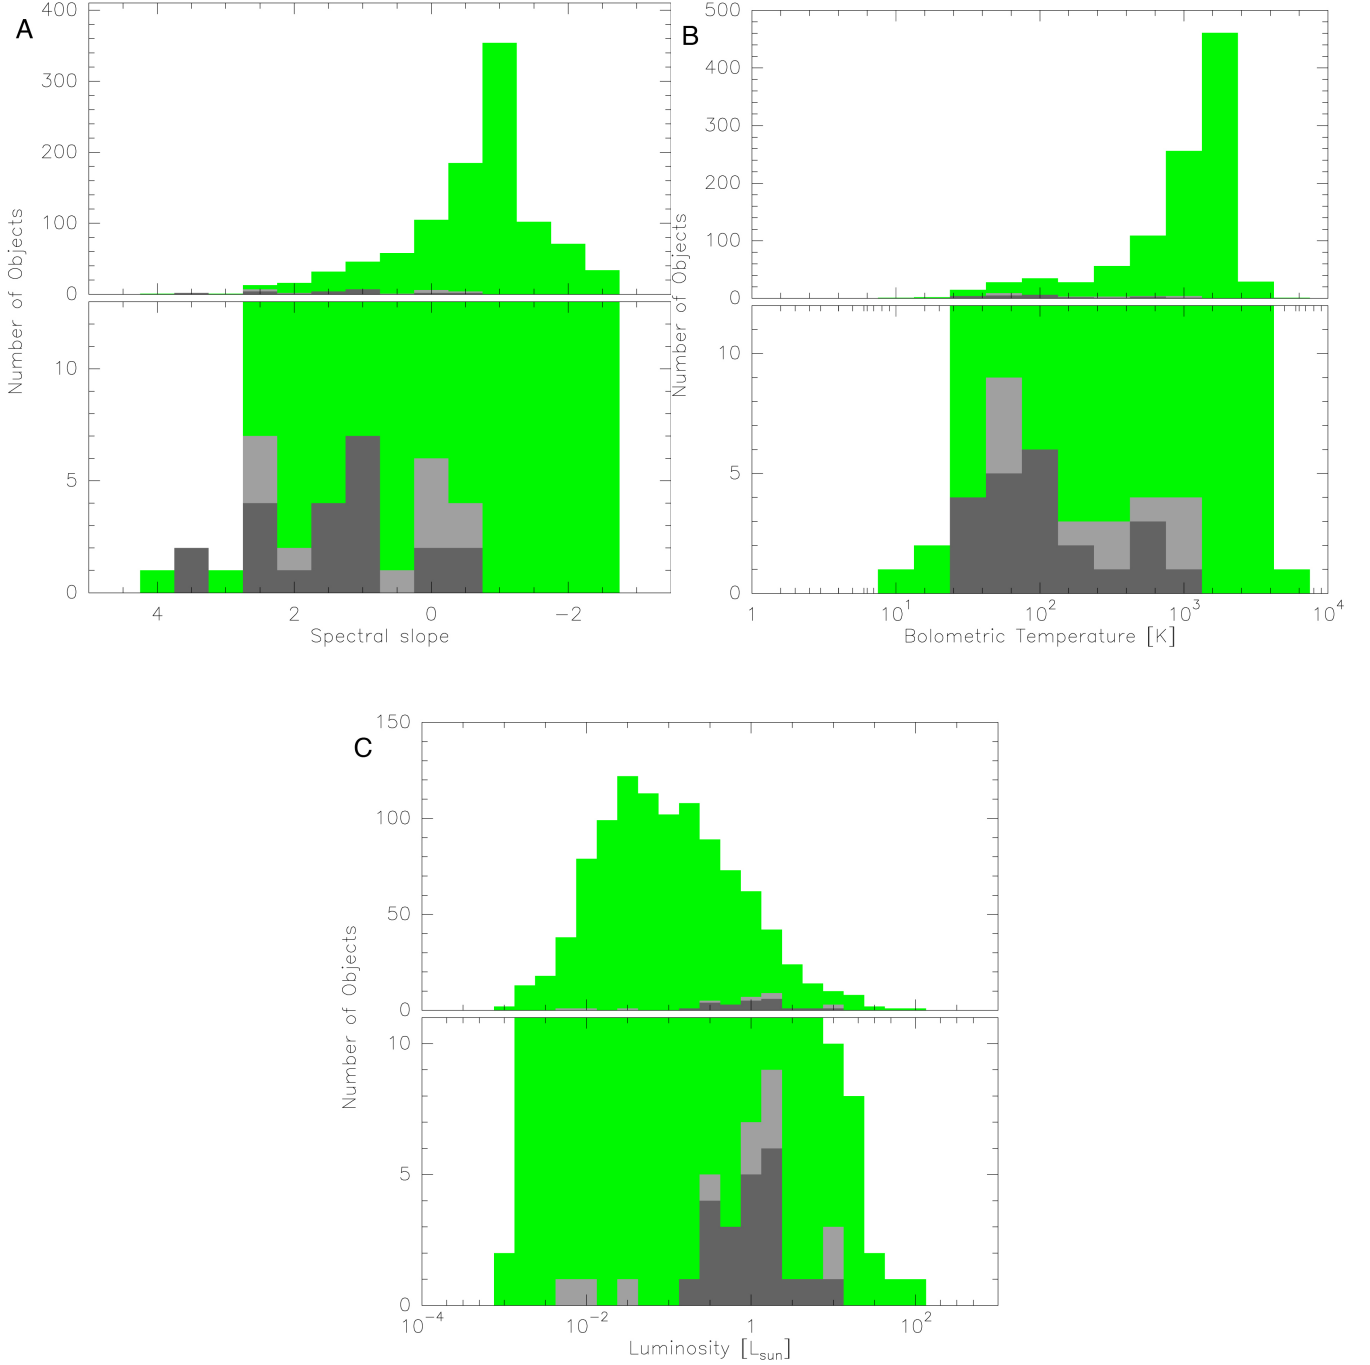 A
400
300
200
100
0
10
5
0
4 2 0 −2
Number of Objects
Spectral slope
B
500
400
300
200
100
0
10
5
0
1 10¹ 10² 10³ 10⁴
Number of Objects
Bolometric Temperature [K]
C
150
100
50
0
10
5
0
10⁻⁴ 10⁻² 1 10²
Number of Objects
Luminosity [L_sun]